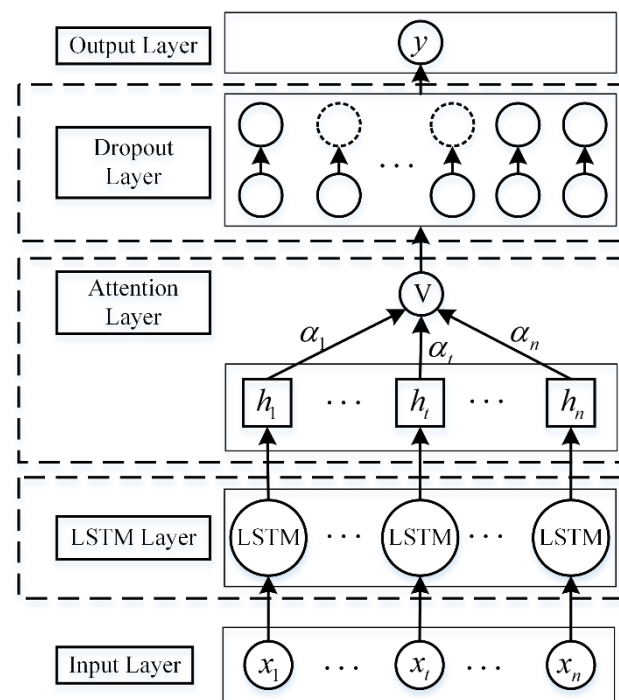 Output Layer
y
Dropout
Layer
. . .
Attention
Layer
V
α1 αt αn
h1 · · · ht · · · hn
LSTM Layer
LSTM · · · LSTM · · · LSTM
Input Layer
x1 · · · xt · · · xn